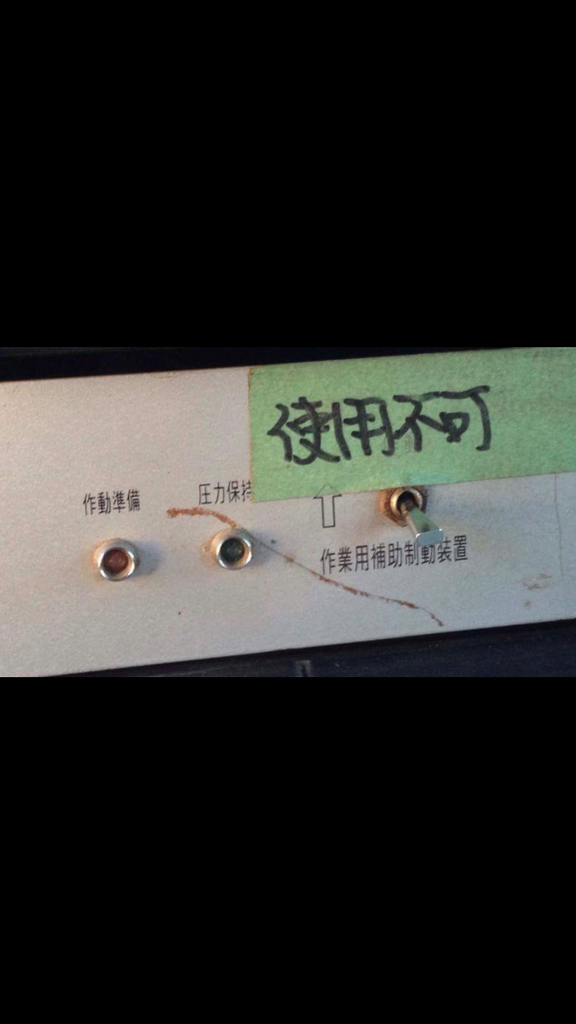 使用不可
作動準備
圧力保持
作業用補助制動装置